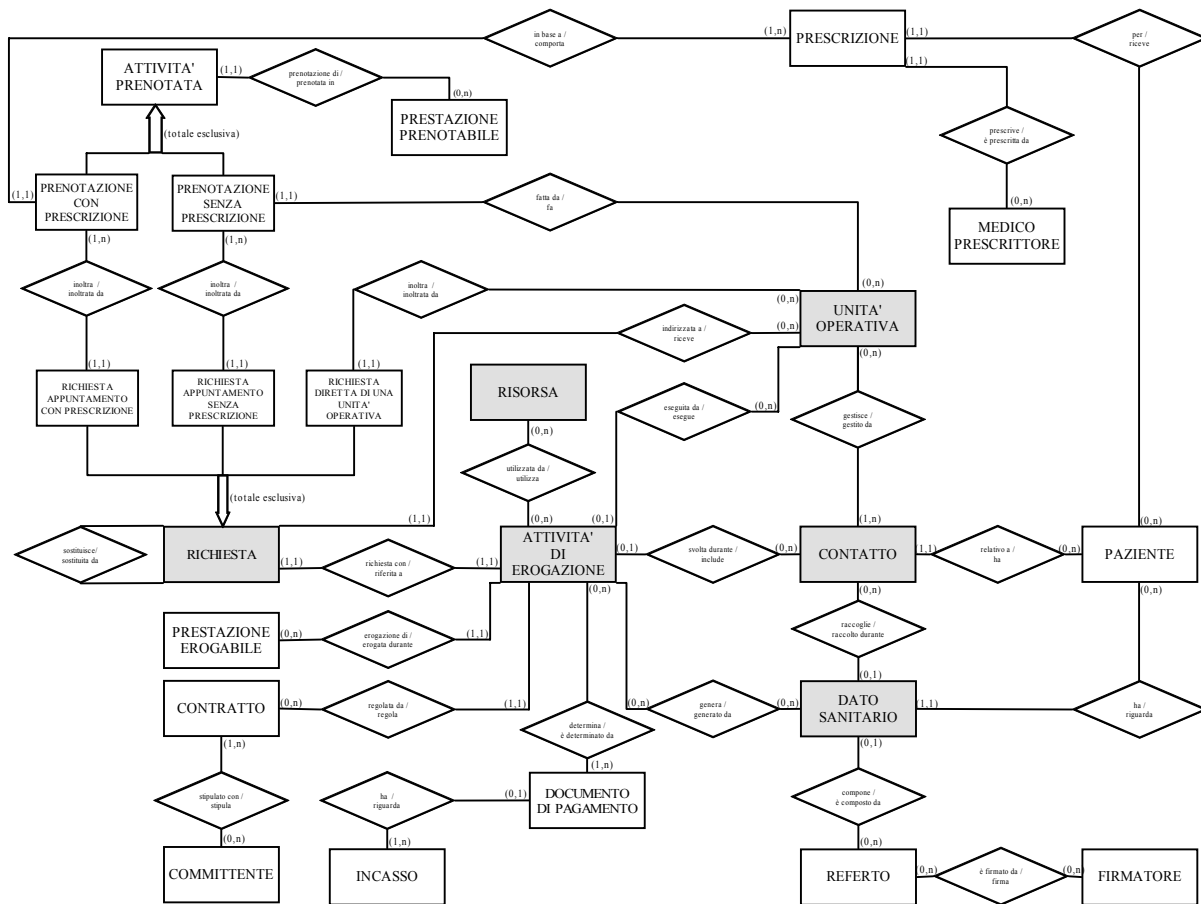 in base a /
comporta
(1,n)
PRESCRIZIONE
(1,1)
per /
riceve
(1,1)
ATTIVITA'
PRENOTATA
(1,1)
prenotazione di /
prenotata in
(0,n)
PRESTAZIONE
PRENOTABILE
(totale esclusiva)
prescrive /
è prescritta da
(0,n)
MEDICO
PRESCRITTORE
(1,1)
PRENOTAZIONE
CON
PRESCRIZIONE
(1,n)
PRENOTAZIONE
SENZA
PRESCRIZIONE
(1,1)
(1,n)
fatta da /
fa
(0,n)
inoltra /
inoltrata da
inoltra /
inoltrata da
inoltra /
inoltrata da
(0,n)
UNITA'
OPERATIVA
indirizzata a /
riceve
(0,n)
(0,n)
(1,1)
RICHIESTA
APPUNTAMENTO
CON PRESCRIZIONE
(1,1)
RICHIESTA
APPUNTAMENTO
SENZA
PRESCRIZIONE
(1,1)
RICHIESTA
DIRETTA DI UNA
UNITA'
OPERATIVA
RISORSA
(0,n)
eseguita da /
esegue
(0,n)
gestisce /
gestito da
utilizzata da /
utilizza
(totale esclusiva)
sostituisce/
sostituita da
RICHIESTA
(1,1)
(1,1)
richiesta con /
riferita a
(1,1)
(0,n)
(0,1)
ATTIVITA'
DI
EROGAZIONE
(0,1)
svolta durante /
include
(0,n)
(1,n)
CONTATTO
(1,1)
relativo a /
ha
(0,n)
(0,n)
PAZIENTE
(0,n)
(0,n)
(0,n)
PRESTAZIONE
EROGABILE
(0,n)
erogazione di /
erogata durante
(1,1)
raccoglie /
raccolto durante
(0,1)
CONTRATTO
(0,n)
regolata da /
regola
(1,1)
(0,n)
genera /
generato da
(0,n)
DATO
SANITARIO
(1,1)
ha /
riguarda
(1,n)
determina /
è determinato da
(0,1)
stipulato con /
stipula
ha /
riguarda
(0,1)
(1,n)
DOCUMENTO
DI PAGAMENTO
compone /
è composto da
(0,n)
COMMITTENTE
(1,n)
INCASSO
(0,n)
REFERTO
(0,n)
è firmato da /
firma
(0,n)
FIRMATORE